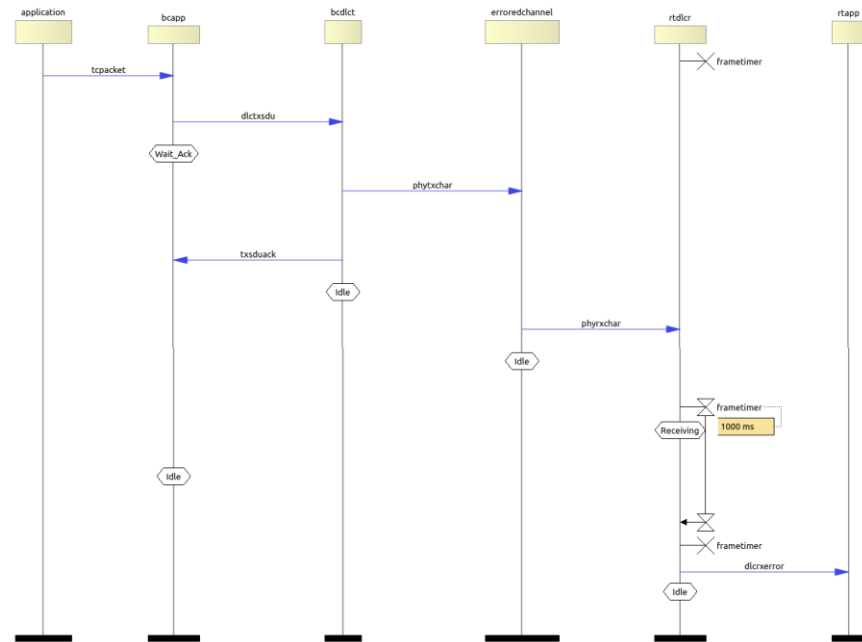 application
bcapp
bcdlct
erroredchannel
rtdlcr
rtapp
frametimer
tcpacket
dlctxsdu
Wait_Ack
phytxchar
txsduack
Idle
phyrxchar
Idle
frametimer
1000 ms
Receiving
Idle
frametimer
dlcrxerror
Idle